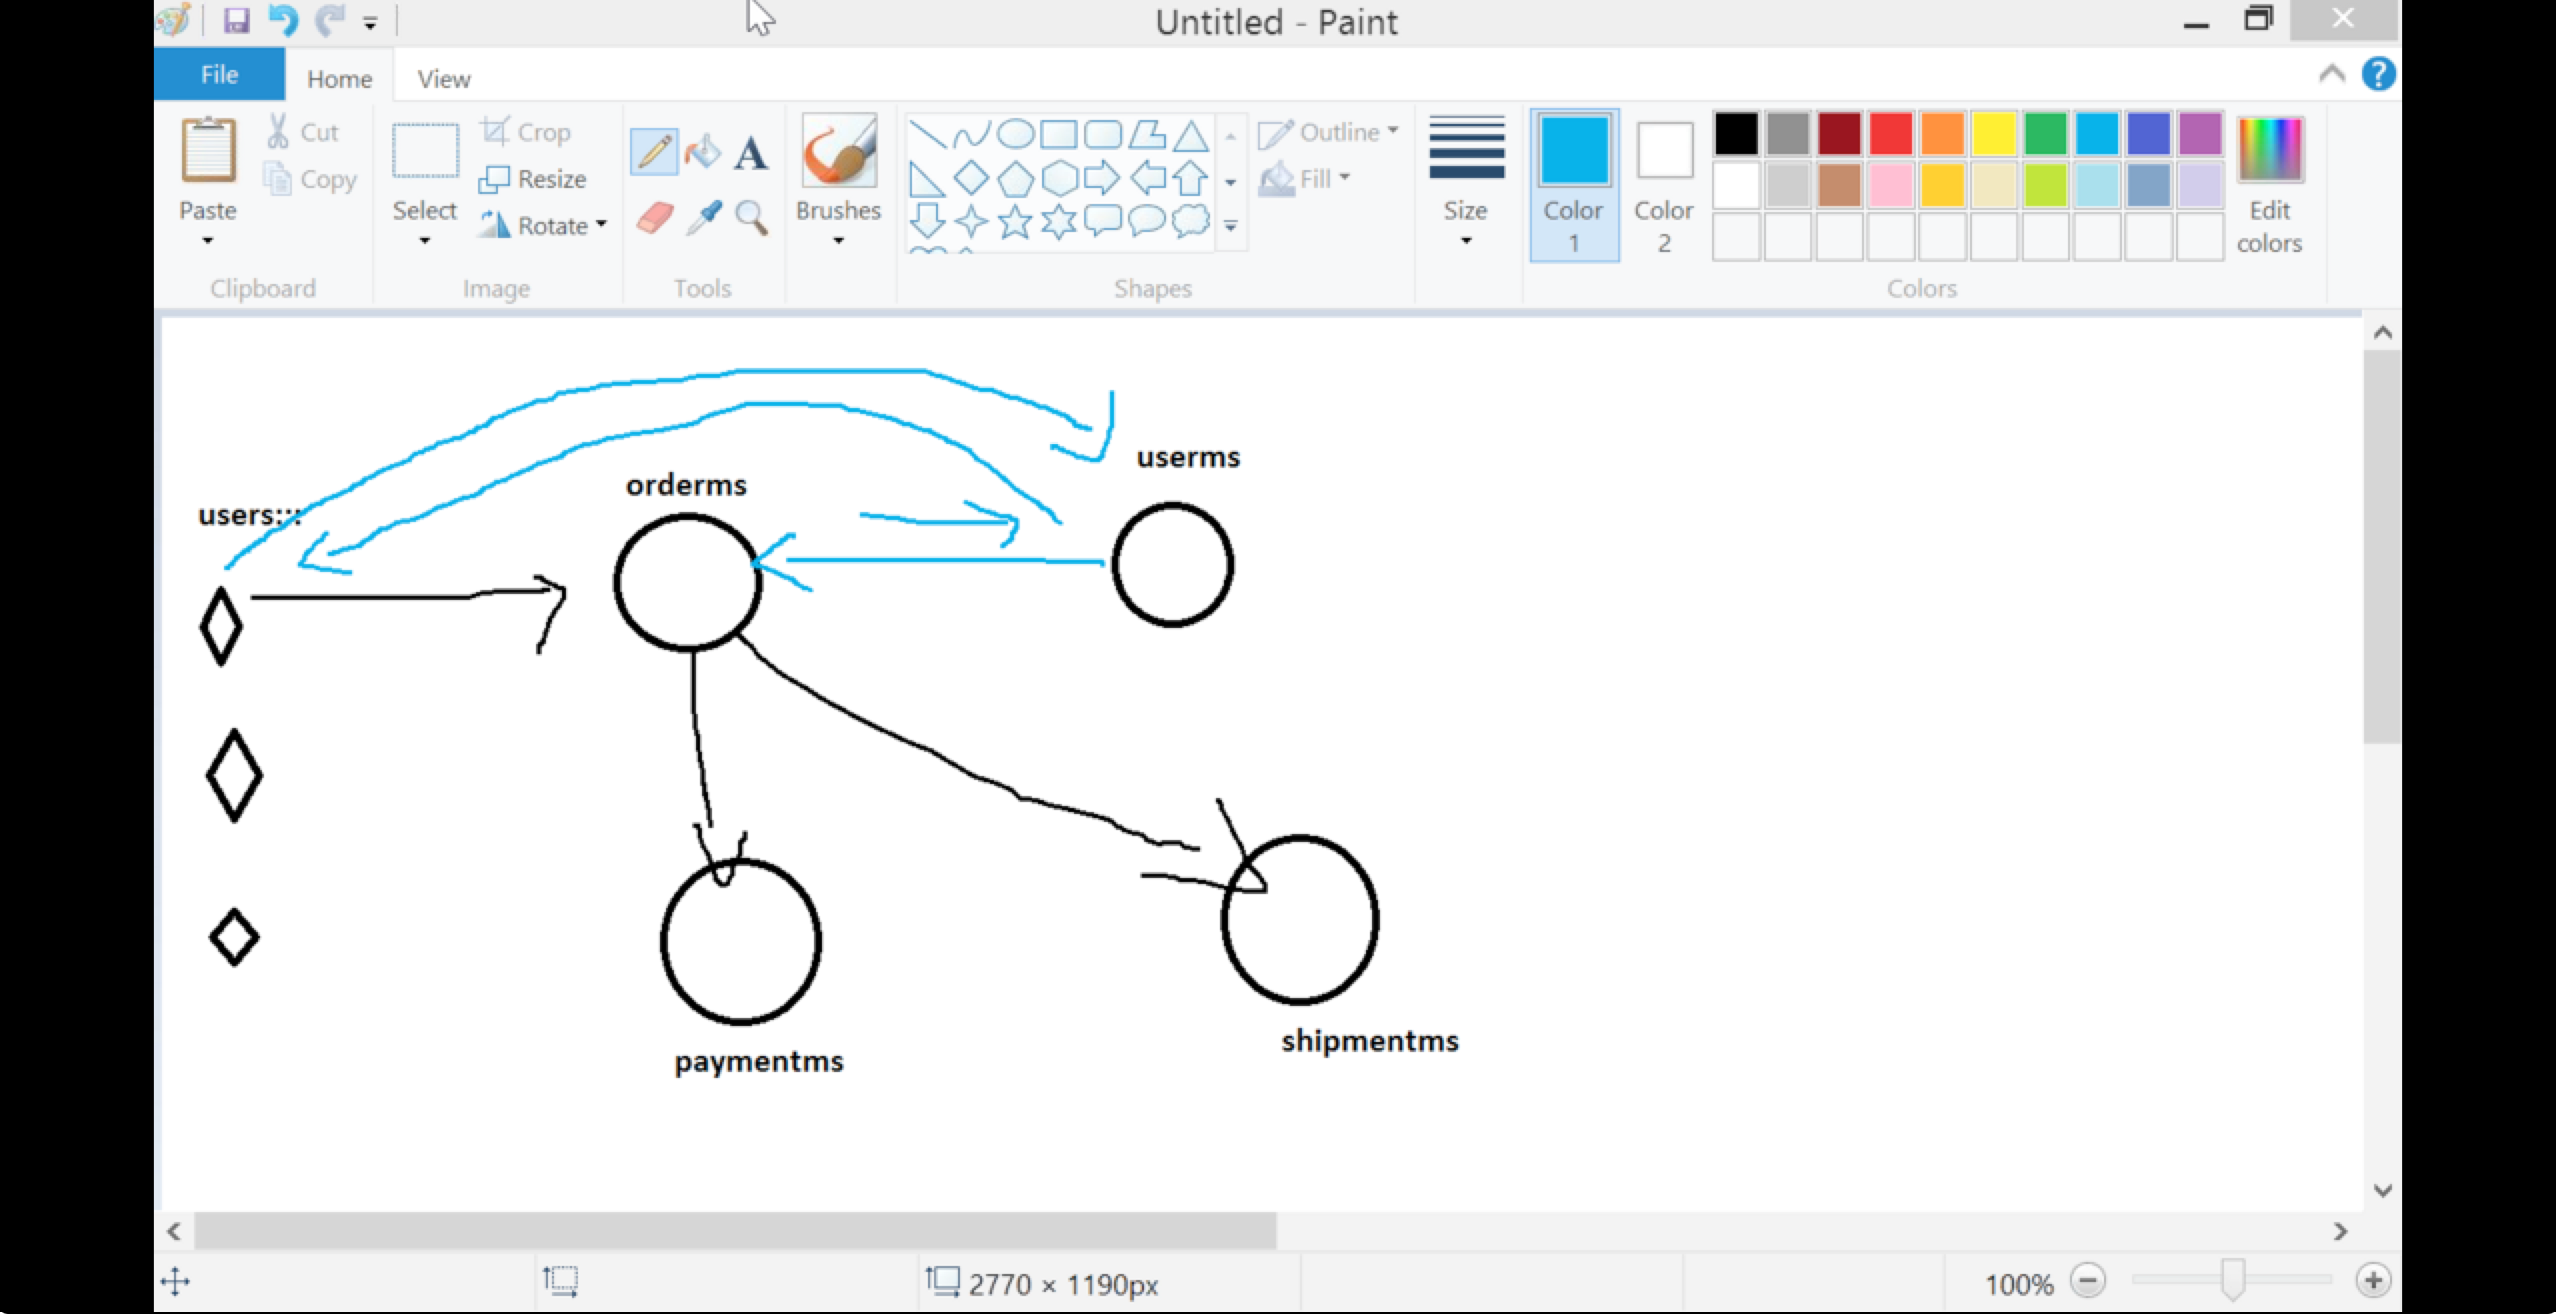 Untitled - Paint
File Home View
Cut Crop Outline
Copy Resize Fill
Paste Select Rotate Brushes Size Color 1 Color 2 Edit colors
Clipboard Image Tools Shapes Colors
userms
orderms
users:::
shipmentms
paymentms
2770 × 1190px 100%